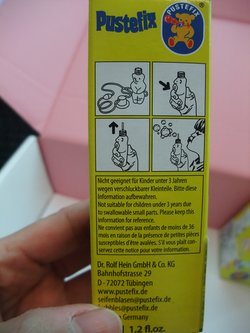 Pustefix
PUSTEFIX
®
Nicht geeignet für Kinder unter 3 Jahren
wegen verschluckbarer Kleinteile. Bitte diese
Information aufbewahren.
Not suitable for children under 3 years due
to swallowable small parts. Please keep this
information for reference.
Ne convient pas aux enfants de moins de 36
mois en raison de la présence de petites pièces
susceptibles d'être avalées. S'il vous plait con-
servez cette notice pour votre information.
Dr. Rolf Hein GmbH & Co. KG
Bahnhofstrasse 29
D - 72072 Tübingen
www.pustefix.de
seifenblasen@pustefix.de
@pustefix.de
Germany
1.2 fl.oz.